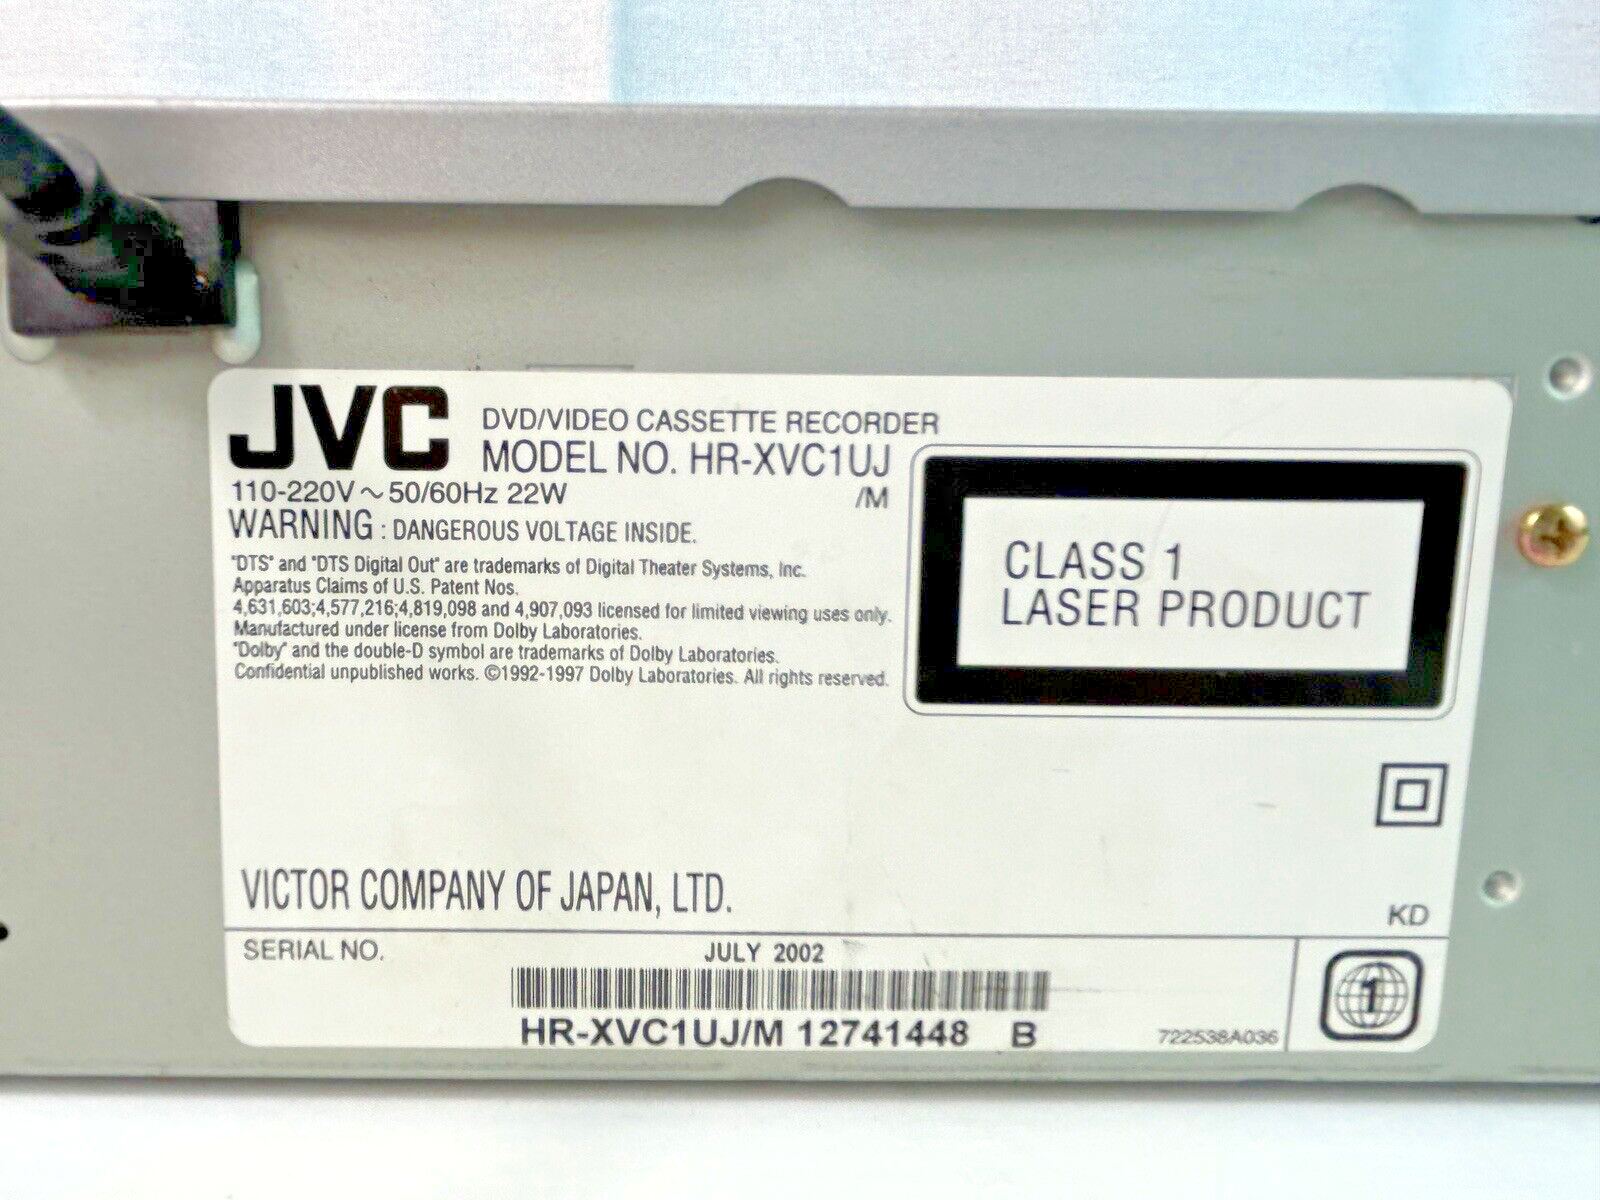 JVC DVD/VIDEO CASSETTE RECORDER
MODEL NO. HR-XVC1UJ
110-220V~50/60Hz 22W /M
WARNING : DANGEROUS VOLTAGE INSIDE.
"DTS" and "DTS Digital Out" are trademarks of Digital Theater Systems, Inc.
Apparatus Claims of U.S. Patent Nos.
4,631,603;4,577,216;4,819,098 and 4,907,093 licensed for limited viewing uses only.
Manufactured under license from Dolby Laboratories.
"Dolby" and the double-D symbol are trademarks of Dolby Laboratories.
Confidential unpublished works. ©1992-1997 Dolby Laboratories. All rights reserved.
CLASS 1
LASER PRODUCT
VICTOR COMPANY OF JAPAN, LTD.
KD
SERIAL NO. JULY 2002
HR-XVC1UJ/M 12741448 B
722538A036
1